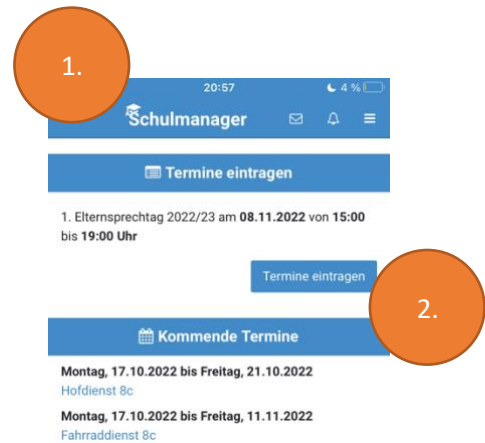 1.
20:57
4 %
Schulmanager
Termine eintragen
1. Elternsprechtag 2022/23 am 08.11.2022 von 15:00
bis 19:00 Uhr
Termine eintragen
2.
Kommende Termine
Montag, 17.10.2022 bis Freitag, 21.10.2022
Hofdienst 8c
Montag, 17.10.2022 bis Freitag, 11.11.2022
Fahrraddienst 8c